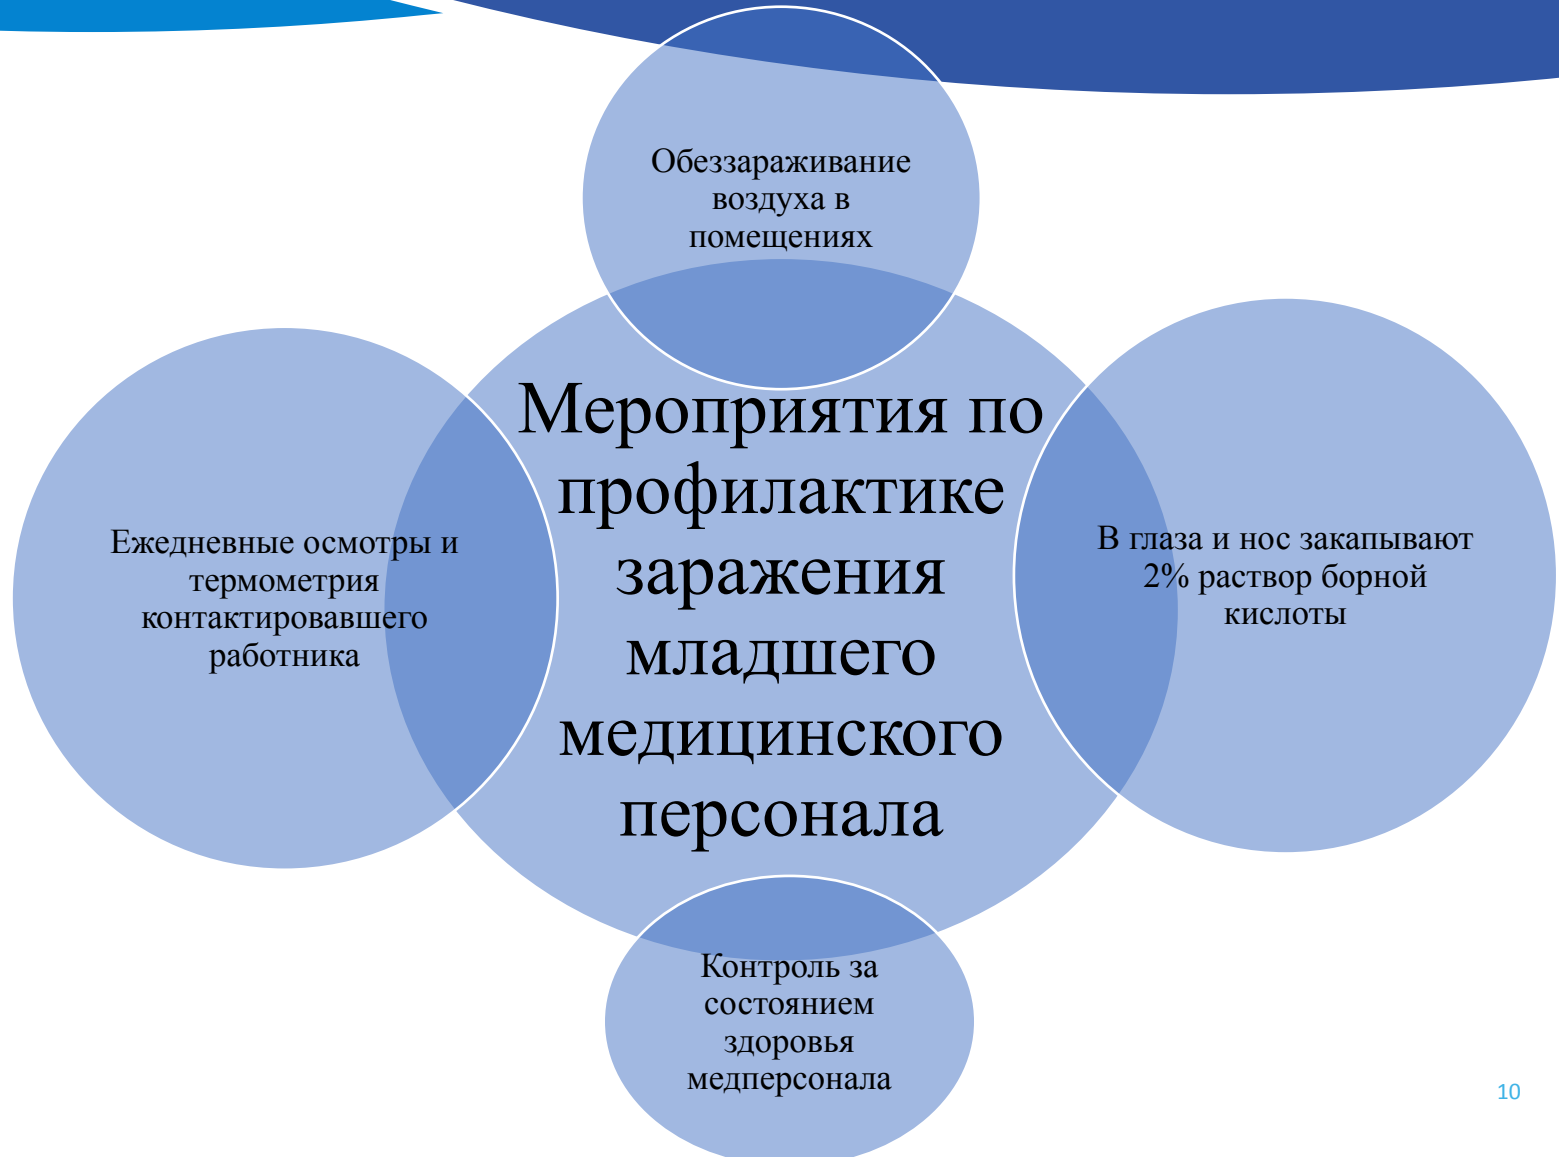 Обеззараживание
воздуха в
помещениях
Мероприятия по
профилактике
заражения
младшего
медицинского
персонала
Ежедневные осмотры и
термометрия
контактировавшего
работника
В глаза и нос закапывают
2% раствор борной
кислоты
Контроль за
состоянием
здоровья
медперсонала
10